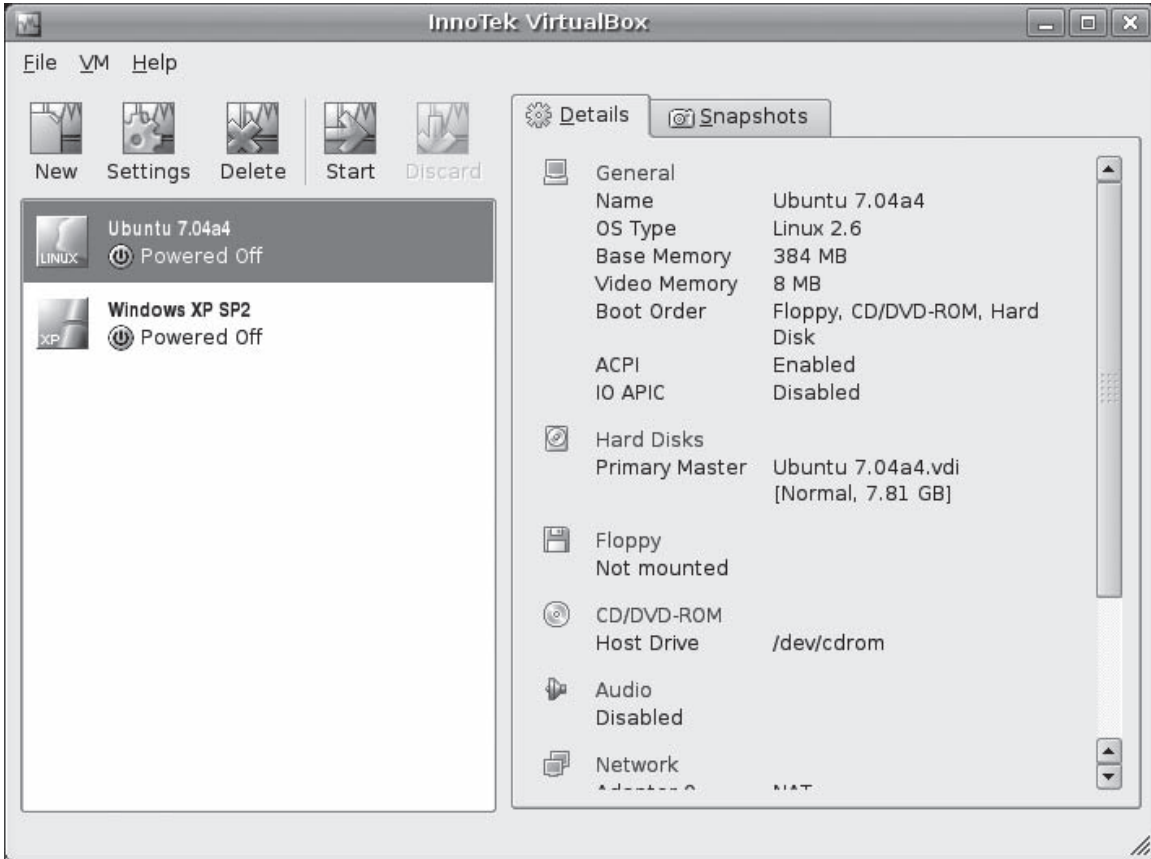 InnoTek VirtualBox
File VM Help
New Settings Delete Start Discard
Ubuntu 7.04a4
LINUX
Powered Off
Windows XP SP2
XP
Powered Off
Details Snapshots
General
Name Ubuntu 7.04a4
OS Type Linux 2.6
Base Memory 384 MB
Video Memory 8 MB
Boot Order Floppy, CD/DVD-ROM, Hard
Disk
ACPI Enabled
IO APIC Disabled
Hard Disks
Primary Master Ubuntu 7.04a4.vdi
[Normal, 7.81 GB]
Floppy
Not mounted
CD/DVD-ROM
Host Drive /dev/cdrom
Audio
Disabled
Network
Adapter 0 NAT